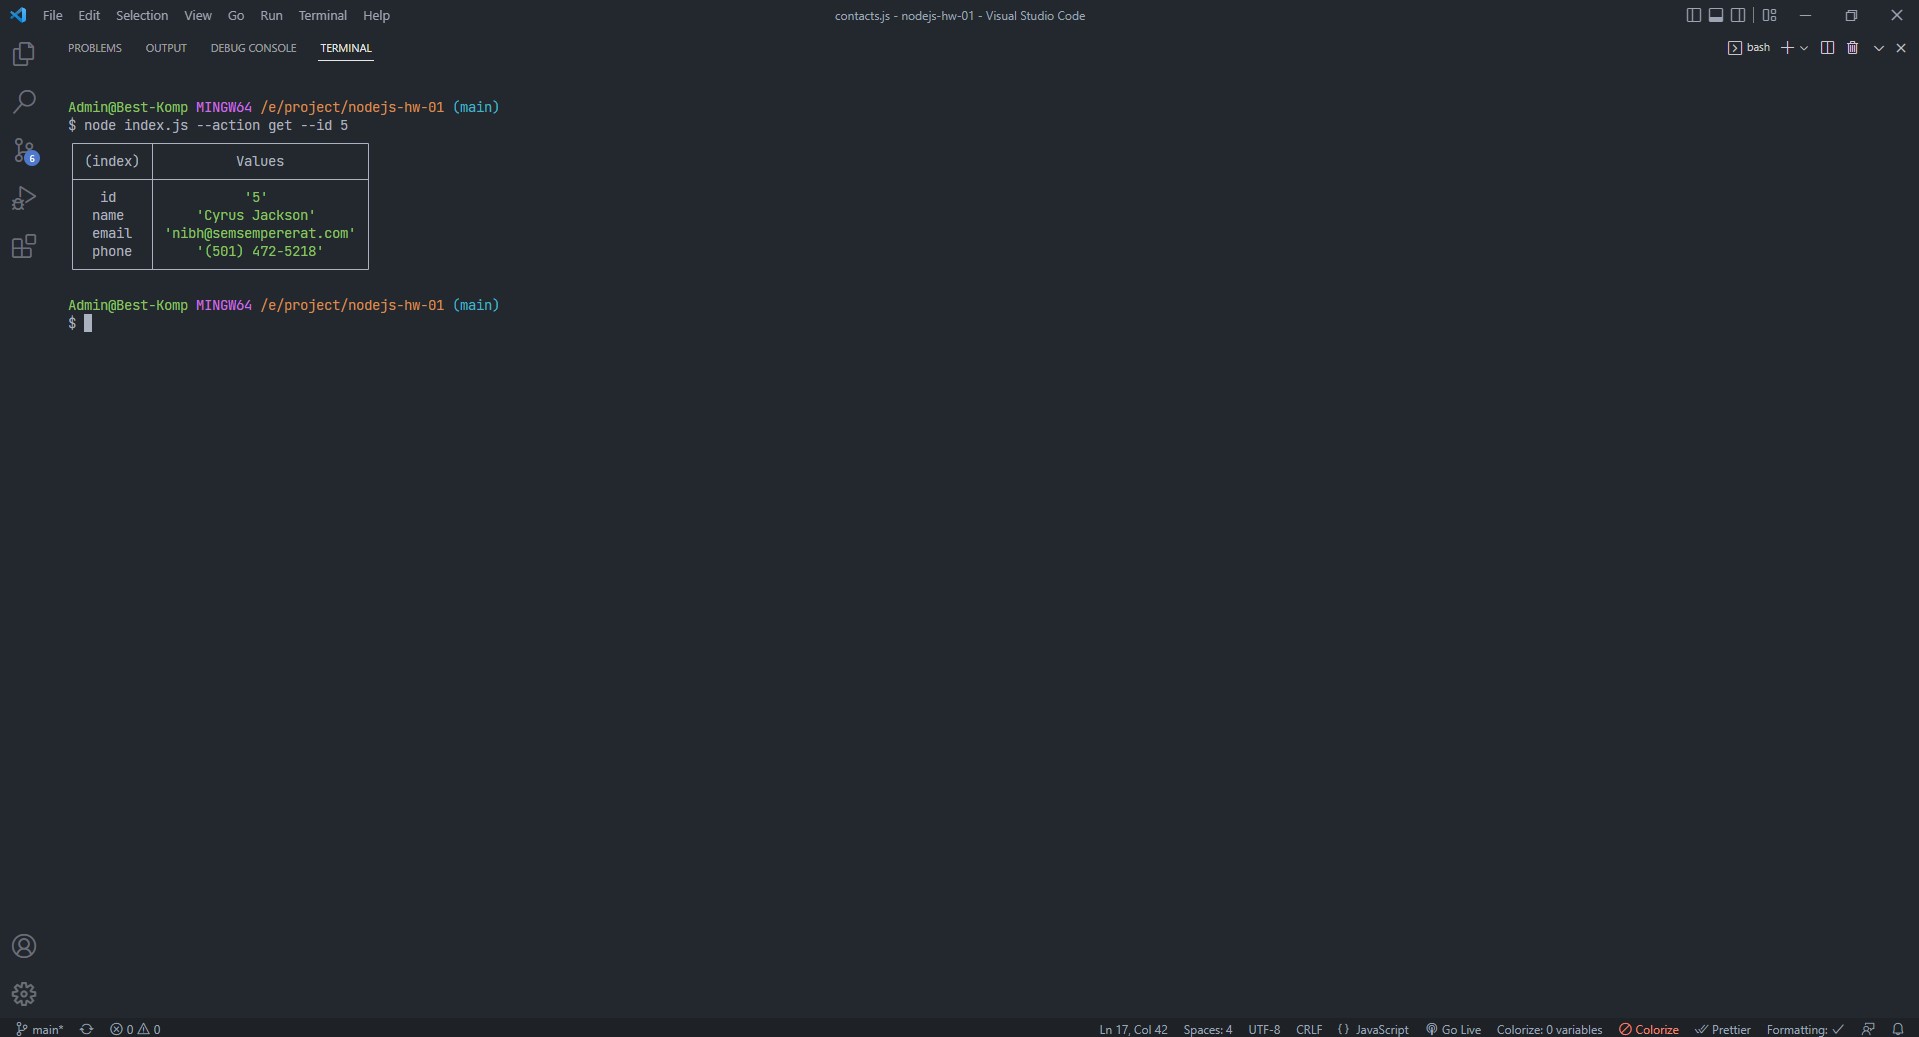 File Edit Selection View Go Run Terminal Help contacts.js - nodejs-hw-01 - Visual Studio Code
PROBLEMS OUTPUT DEBUG CONSOLE TERMINAL bash
Admin@Best-Komp MINGW64 /e/project/nodejs-hw-01 (main)
$ node index.js --action get --id 5
(index) Values
id '5'
name 'Cyrus Jackson'
email 'nibh@semsempererat.com'
phone '(501) 472-5218'
Admin@Best-Komp MINGW64 /e/project/nodejs-hw-01 (main)
$
6
main* 0 0 Ln 17, Col 42 Spaces: 4 UTF-8 CRLF {} JavaScript Go Live Colorize: 0 variables Colorize Prettier Formatting: ✓